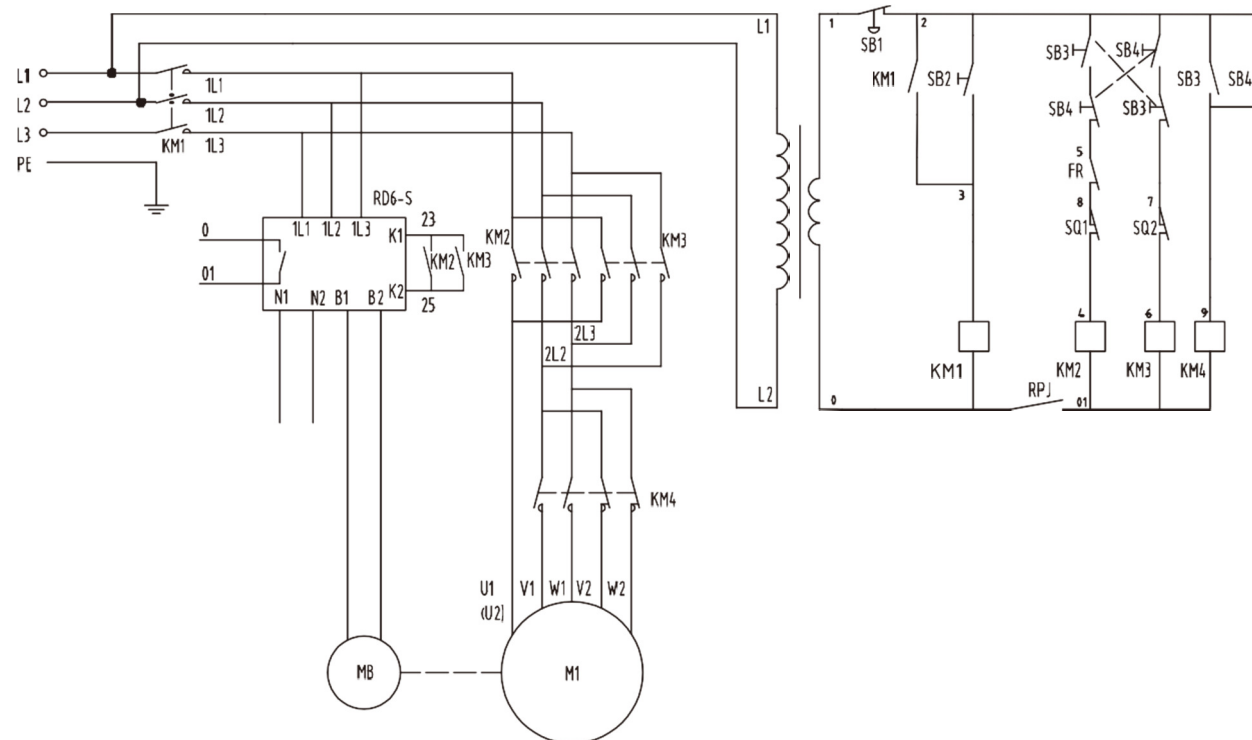 L1
1
2
SB1
SB3
SB4
SB3
SB4
L1
1L1
KM1
SB2
L2
1L2
SB4
SB3
L3
KM1
1L3
PE
5
FR
RD6-S
3
1L1
1L2
1L3
23
8
7
0
K1
KM2
KM3
SQ1
SQ2
KM2
KM3
01
K2
N1
N2
B1
B2
25
4
6
9
2L3
2L2
KM1
KM2
KM3
KM4
RPJ
L2
0
01
KM4
U1
V1
W1
V2
W2
(U2)
MB
M1